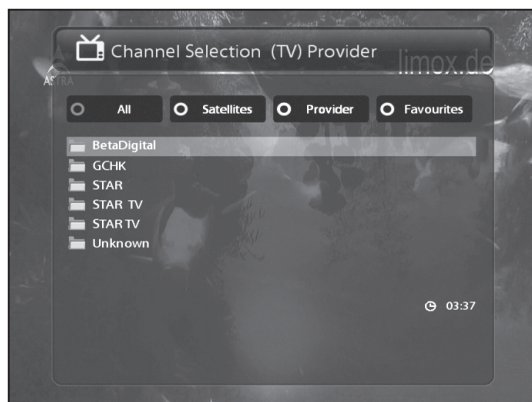 Channel Selection (TV) Provider
limox.de
ASTRA
All Satellites Provider Favourites
BetaDigital
GCHK
STAR
STAR TV
STAR TV
Unknown
03:37